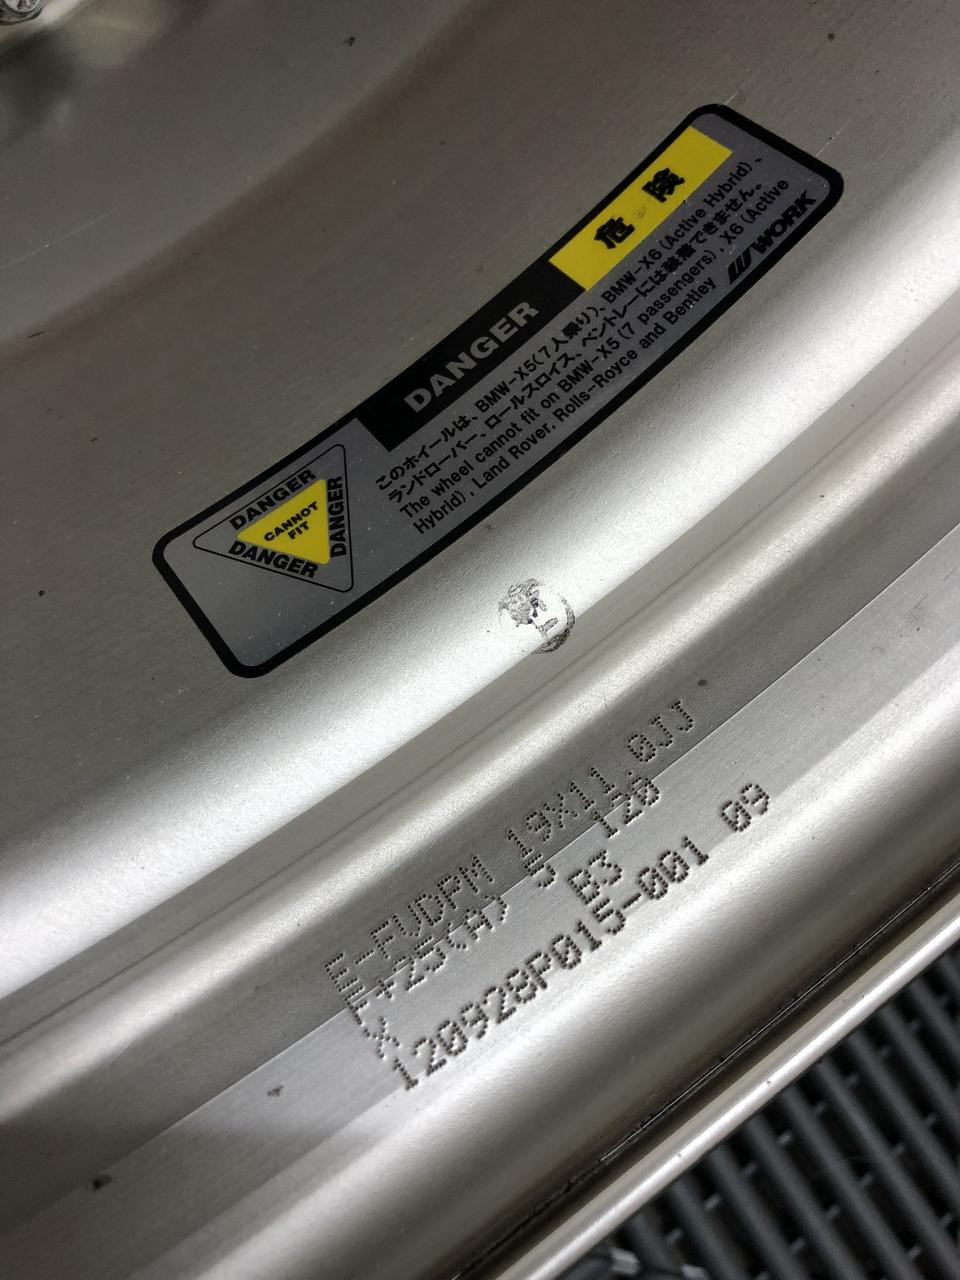 危険
DANGER
このホイールは、BMW-X5(7人乗り)、BMW-X6 (Active Hybrid)、
ランドローバー、ロールスロイス、ベントレーには装着できません。
The wheel cannot fit on BMW-X5 (7 passengers), X6 (Active
Hybrid), Land Rover, Rolls-Royce and Bentley
WORK
DANGER
DANGER
DANGER
CANNOT
FIT
19X11.0JJ
+25(A) 5 120
X B3
120928P015-001 09